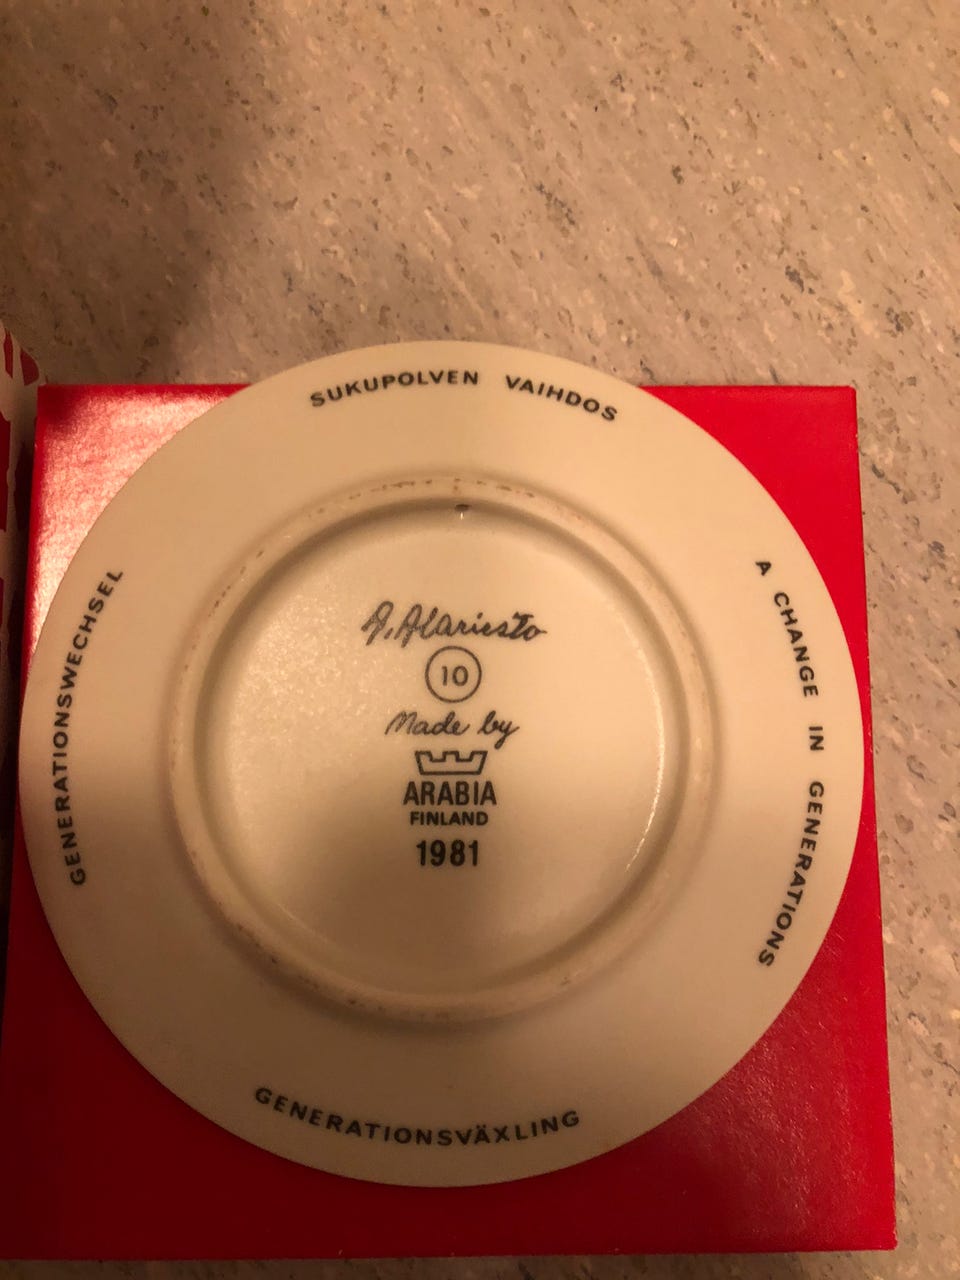 SUKUPOLVEN VAIHDOS
A CHANGE IN GENERATIONS
GENERATIONSVÄXLING
GENERATIONSWECHSEL
A. Alariesto
10
Made by
ARABIA
FINLAND
1981